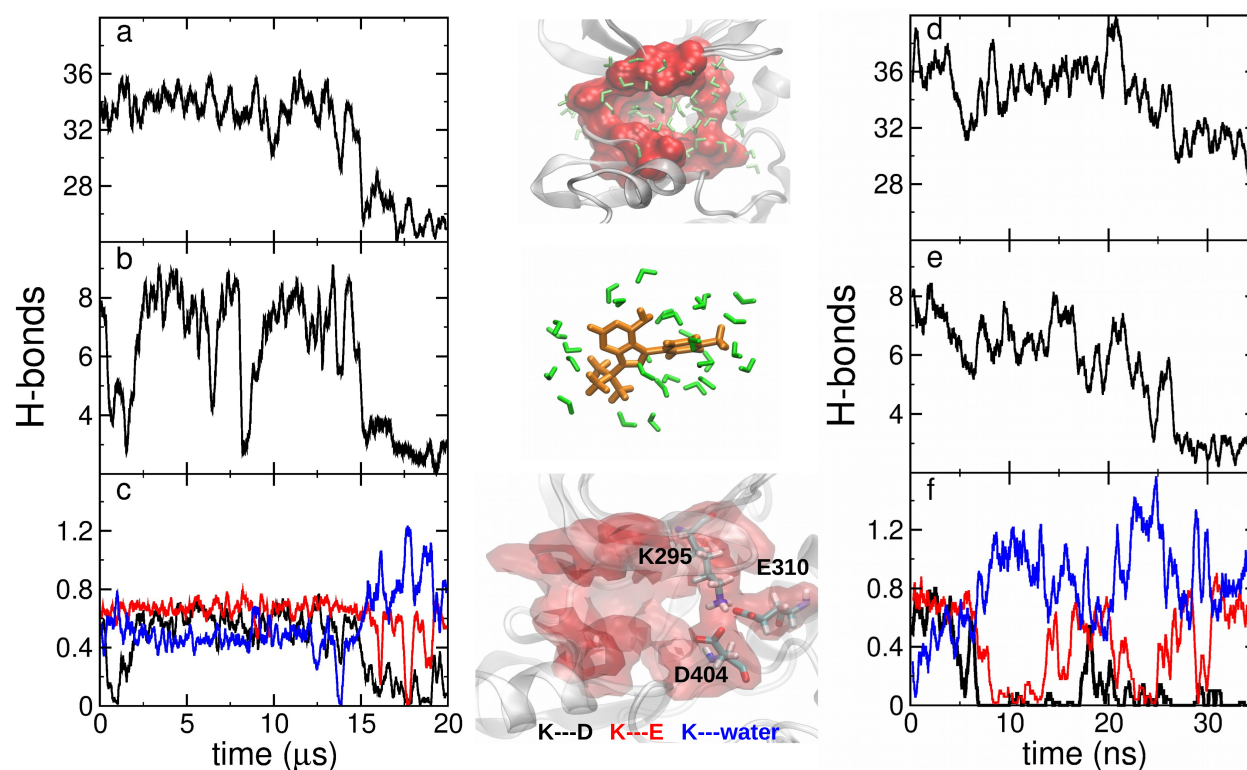 a
36
32
28
b
8
6
4
c
1.2
0.8
0.4
0
0 5 10 15 20
time (μs)
H-bonds
K295
E310
D404
K---D K---E K---water
d
36
32
28
e
8
6
4
f
1.2
0.8
0.4
0
0 10 20 30
time (ns)
H-bonds